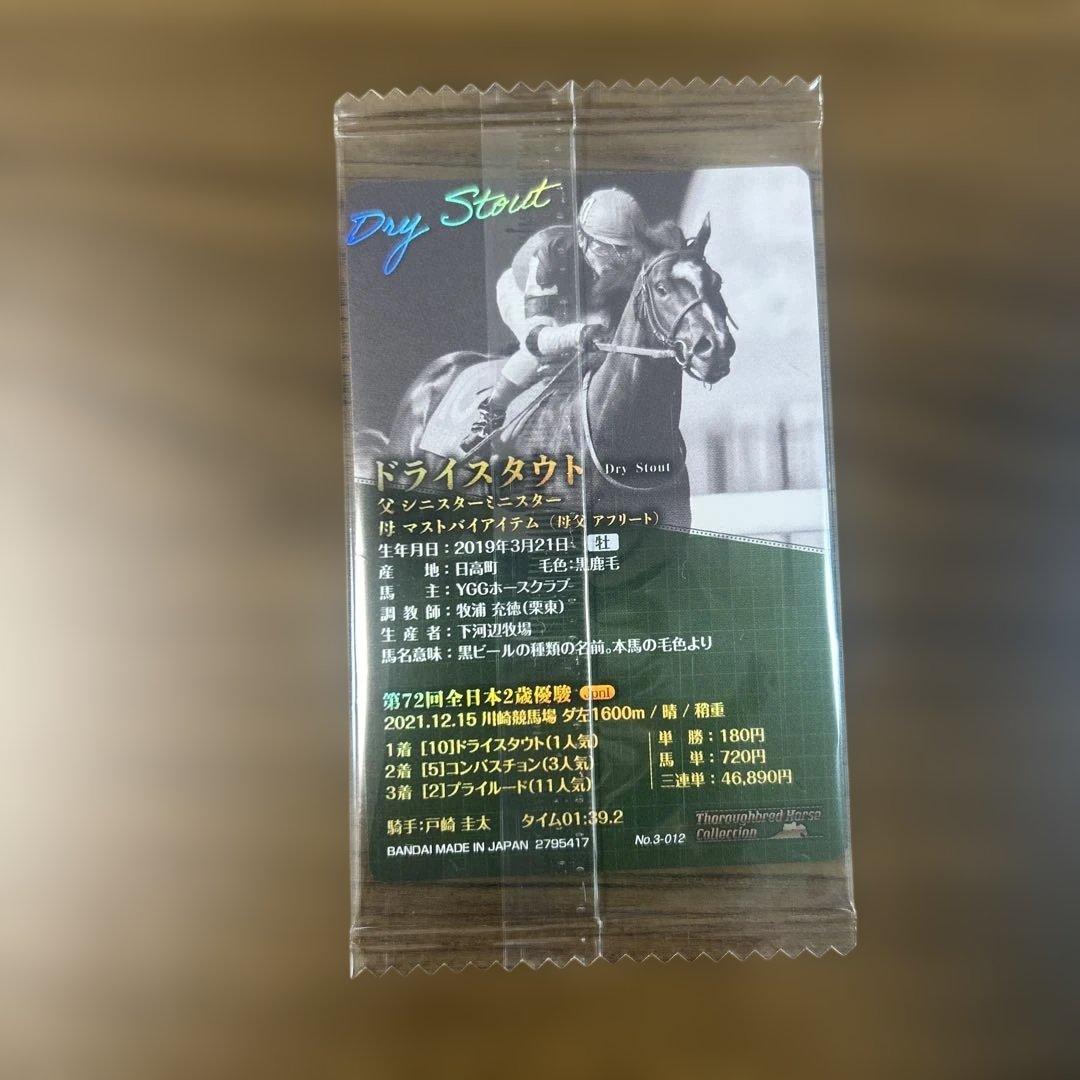 Dry Stout
ドライスタウト Dry Stout
父 シニスターミニスター
母 マストバイアイテム（母父 アフリート）
生年月日：2019年3月21日 牡
産　　地：日高町　毛色：黒鹿毛
馬　　主：YGGホースクラブ
調 教 師：牧浦 充徳（栗東）
生 産 者：下河辺牧場
馬名意味：黒ビールの種類の名前。本馬の毛色より
第72回全日本2歳優駿 JpnI
2021.12.15 川崎競馬場 ダ左1600m / 晴 / 稍重
1着 [10]ドライスタウト(1人気)
2着 [5]コンバスチョン(3人気)
3着 [2]プライルード(11人気)
単　勝：180円
馬　単：720円
三連単：46,890円
騎手：戸崎 圭太　タイム01:39.2
BANDAI MADE IN JAPAN 2795417
No.3-012
Thoroughbred Horse
Collection